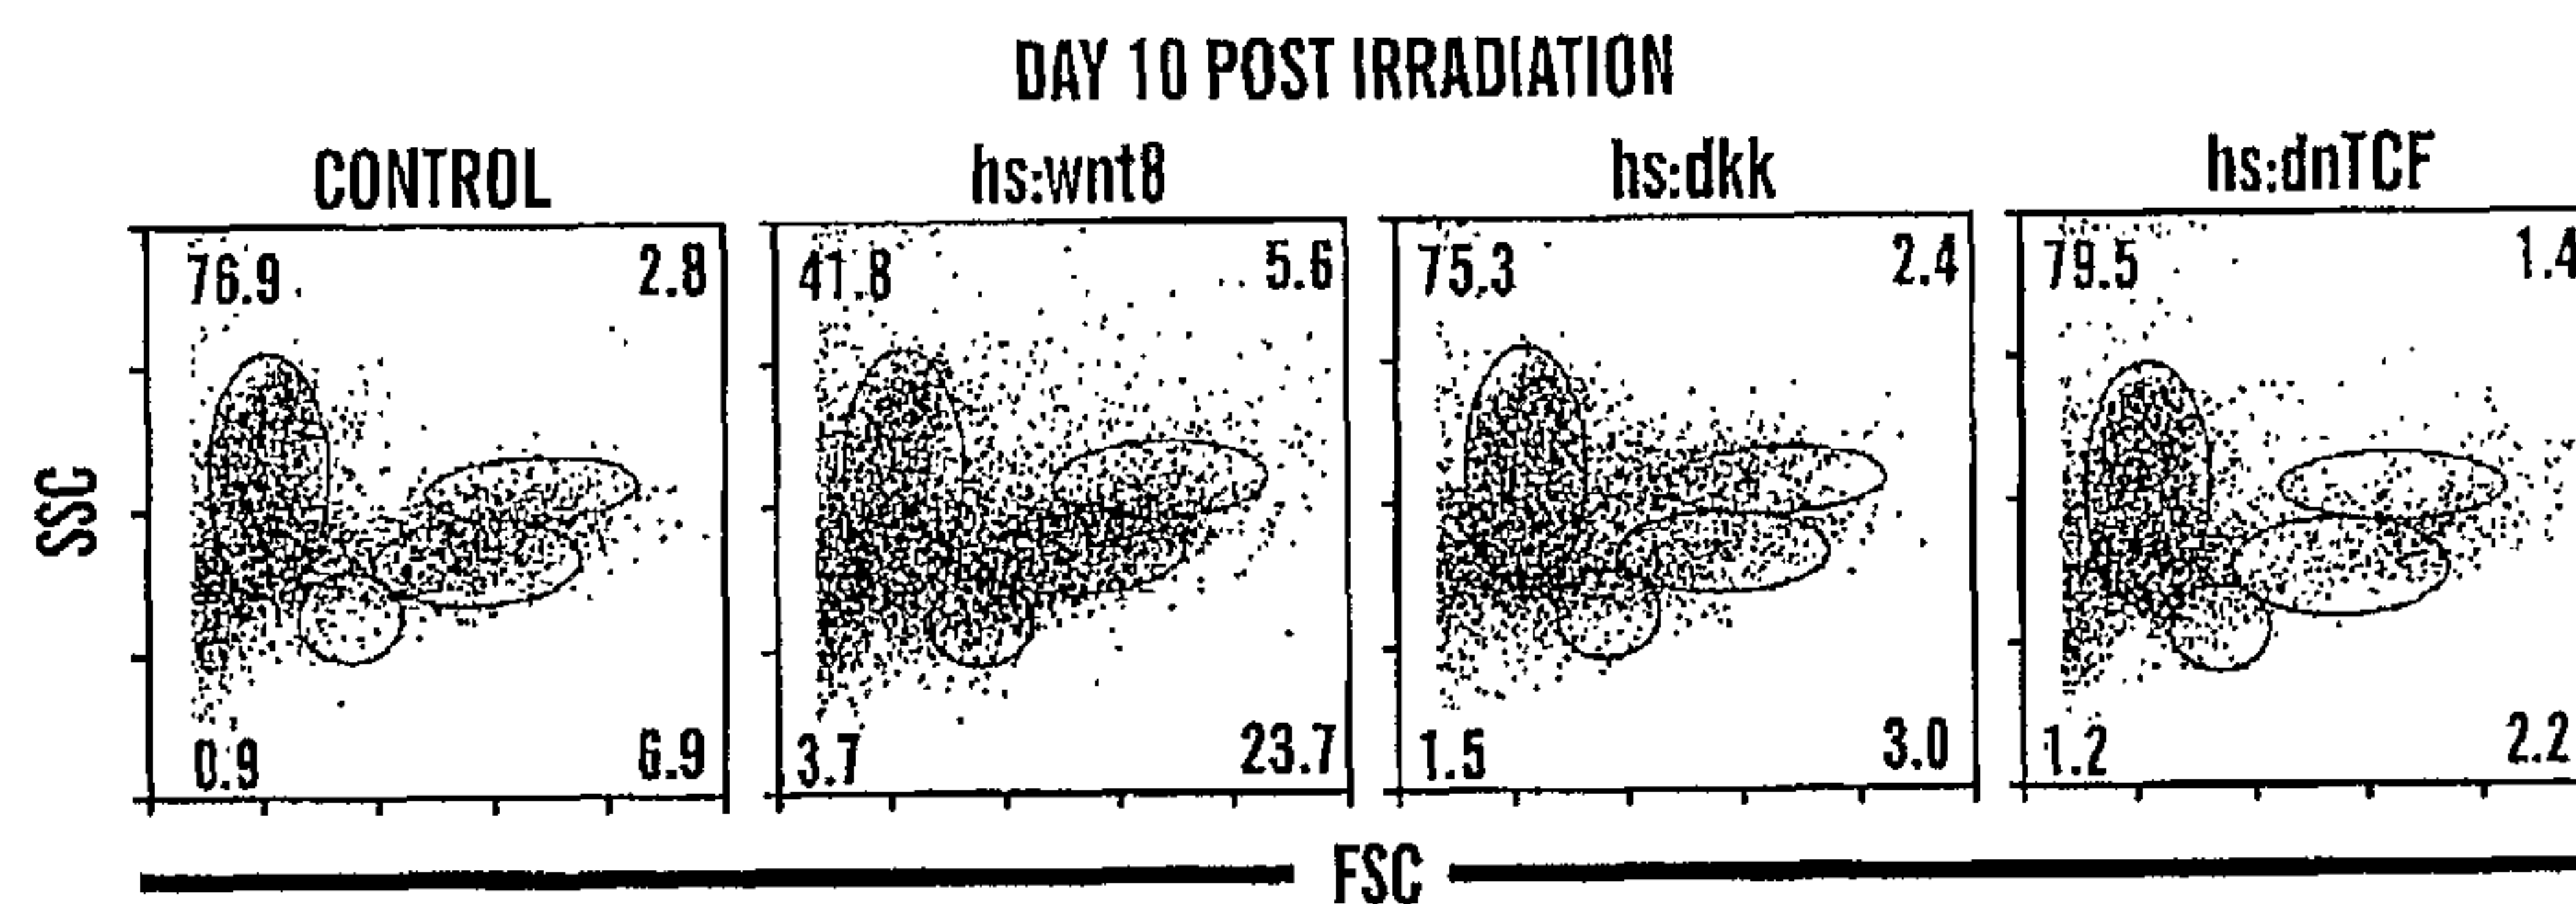 DAY 10 POST IRRADIATION
CONTROL hs:wnt8 hs:dkk hs:dnTCF
76.9 2.8 41.8 5.6 75.3 2.4 79.5 1.4
SSC
0.9 6.9 3.7 23.7 1.5 3.0 1.2 2.2
FSC